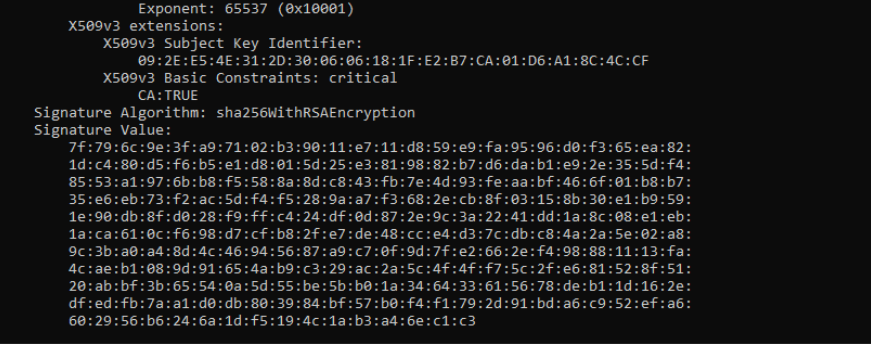 Exponent: 65537 (0x10001)
X509v3 extensions:
X509v3 Subject Key Identifier:
09:2E:E5:4E:31:2D:30:06:06:18:1F:E2:B7:CA:01:D6:A1:8C:4C:CF
X509v3 Basic Constraints: critical
CA:TRUE
Signature Algorithm: sha256WithRSAEncryption
Signature Value:
7f:79:6c:9e:3f:a9:71:02:b3:90:11:e7:11:d8:59:e9:fa:95:96:d0:f3:65:ea:82:
1d:c4:80:d5:f6:b5:e1:d8:01:5d:25:e3:81:98:82:b7:d6:da:b1:e9:2e:35:5d:f4:
85:53:a1:97:6b:b8:f5:58:8a:8d:c8:43:fb:7e:4d:93:fe:aa:bf:46:6f:01:b8:b7:
35:e6:eb:73:f2:ac:5d:f4:f5:28:9a:a7:f3:68:2e:cb:8f:03:15:8b:30:e1:b9:59:
1e:90:db:8f:d0:28:f9:ff:c4:24:df:0d:87:2e:9c:3a:22:41:dd:1a:8c:08:e1:eb:
1a:ca:61:0c:f6:98:d7:cf:b8:2f:e7:de:48:cc:e4:d3:7c:db:c8:4a:2a:5e:02:a8:
9c:3b:a0:a4:8d:4c:46:94:56:87:a9:c7:0f:9d:7f:e2:66:2e:f4:98:88:11:13:fa:
4c:ae:b1:08:9d:91:65:4a:b9:c3:29:ac:2a:5c:4f:4f:f7:5c:2f:e6:81:52:8f:51:
20:ab:bf:3b:65:54:0a:5d:55:be:5b:b0:1a:34:64:33:61:56:78:de:b1:1d:16:2e:
df:ed:fb:7a:a1:d0:db:80:39:84:bf:57:b0:f4:f1:79:2d:91:bd:a6:c9:52:ef:a6:
60:29:56:b6:24:6a:1d:f5:19:4c:1a:b3:a4:6e:c1:c3